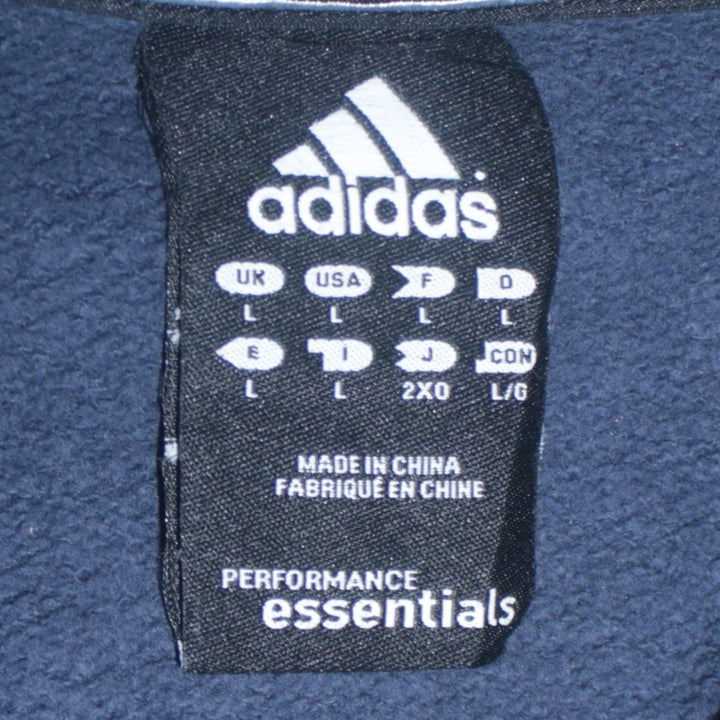 adidas
UK USA F D
L L L L
E I J CON
L L 2XO L/G
MADE IN CHINA
FABRIQUÉ EN CHINE
PERFORMANCE
essentials